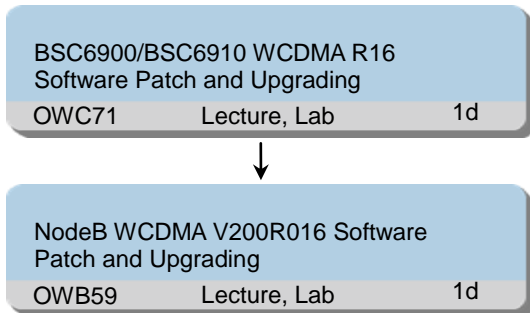 BSC6900/BSC6910 WCDMA R16
Software Patch and Upgrading
OWC71 Lecture, Lab 1d
NodeB WCDMA V200R016 Software
Patch and Upgrading
OWB59 Lecture, Lab 1d